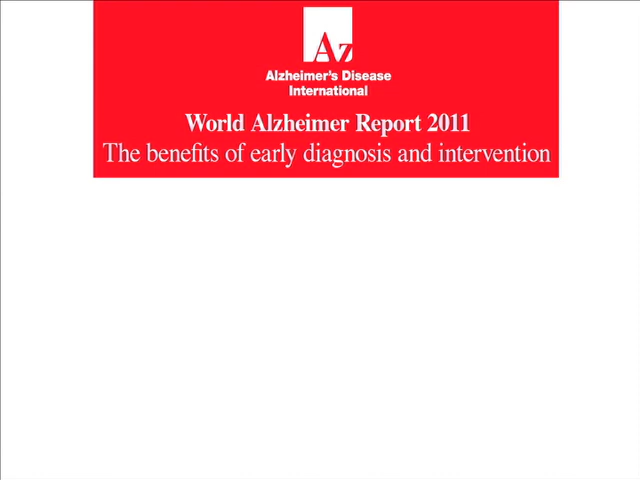 Az
Alzheimer's Disease
International
World Alzheimer Report 2011
The benefits of early diagnosis and intervention